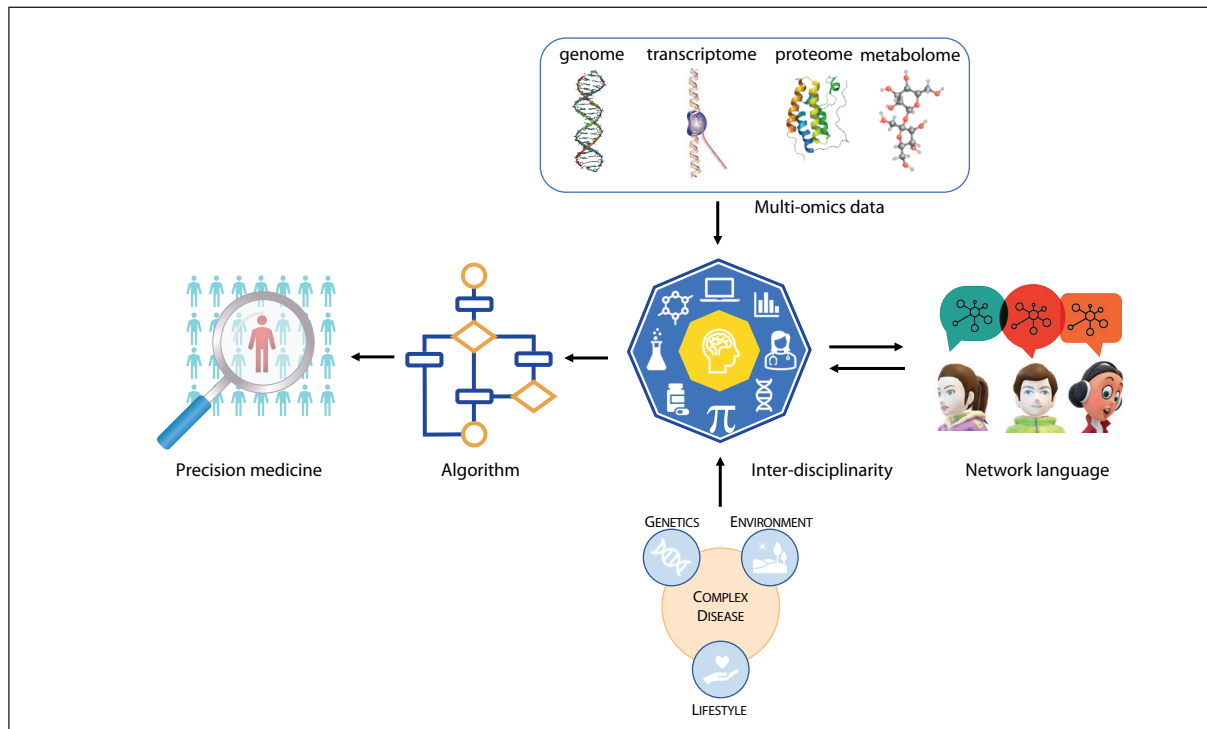 genome
transcriptome
proteome
metabolome
Multi-omics data
π
Precision medicine
Algorithm
Inter-disciplinarity
Network language
GENETICS
ENVIRONMENT
COMPLEX
DISEASE
LIFESTYLE